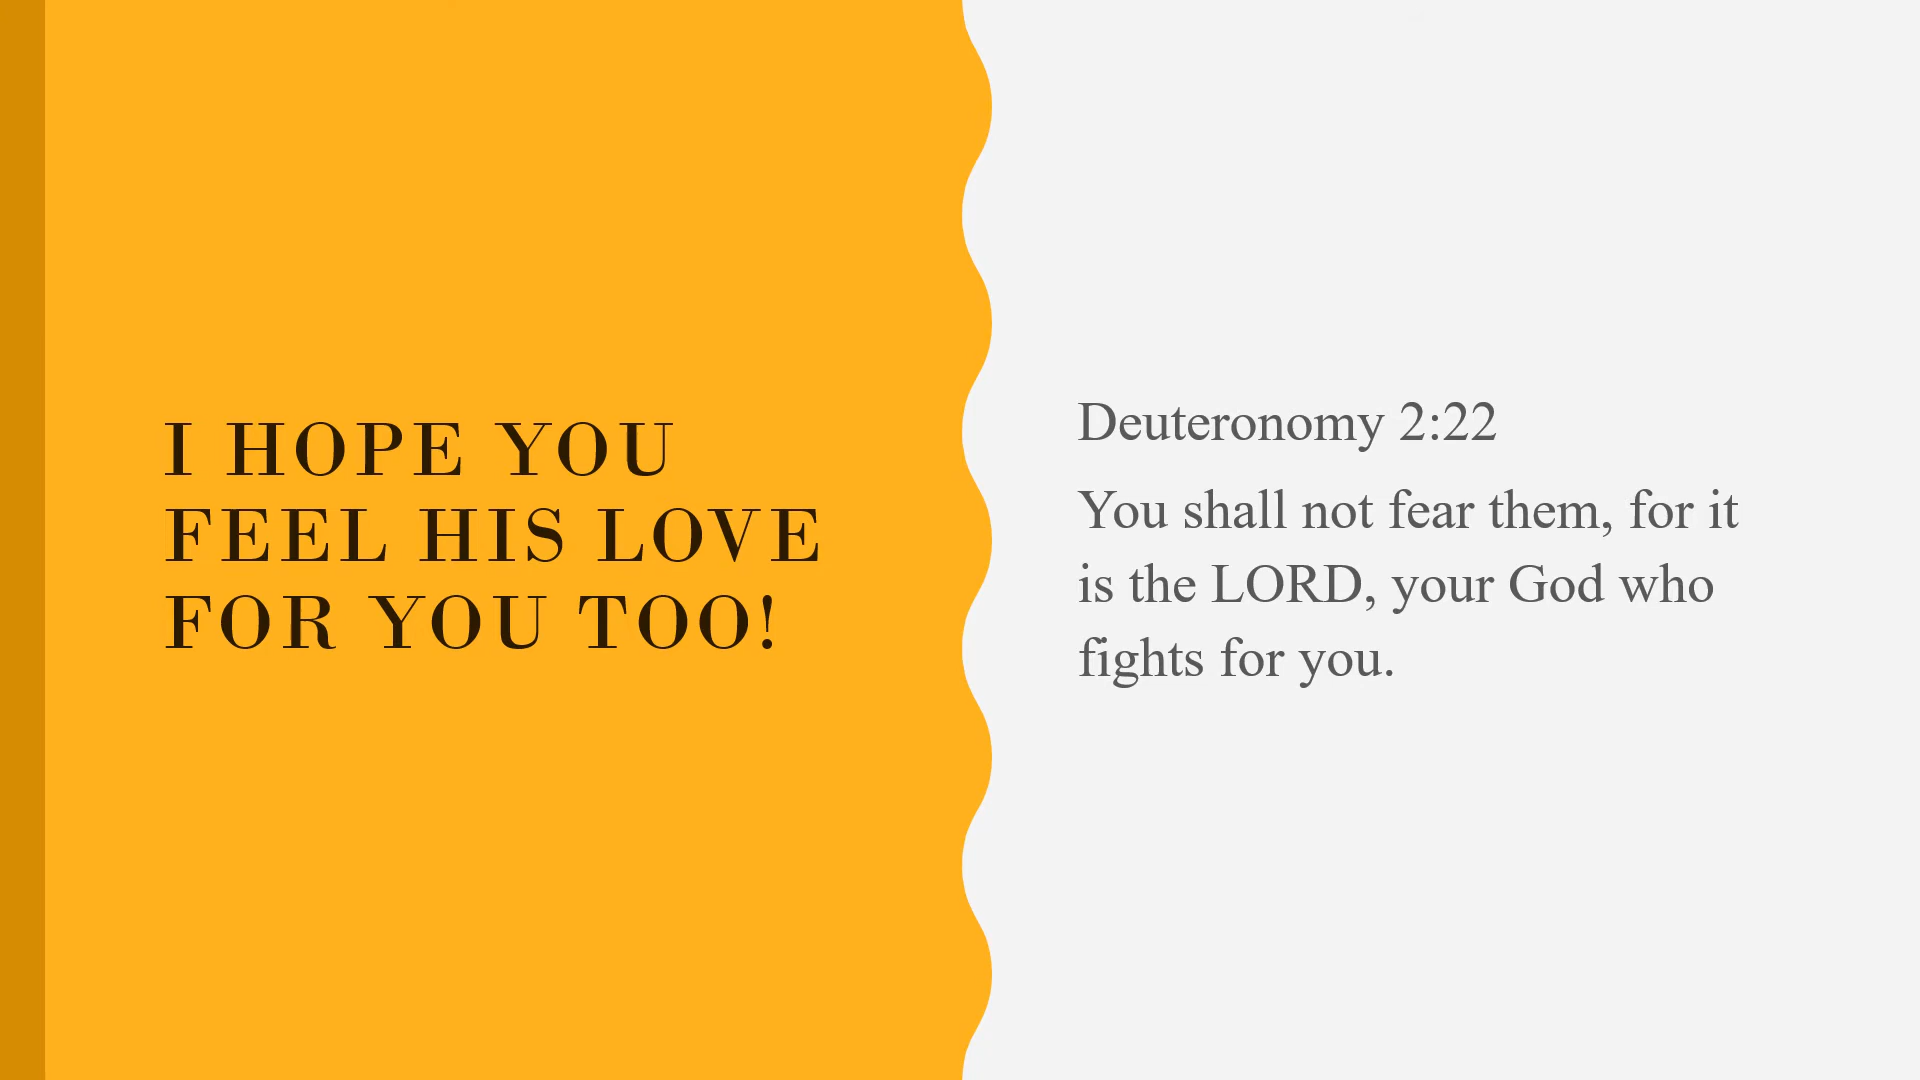 I HOPE YOU
FEEL HIS LOVE
FOR YOU TOO!
Deuteronomy 2:22
You shall not fear them, for it
is the LORD, your God who
fights for you.